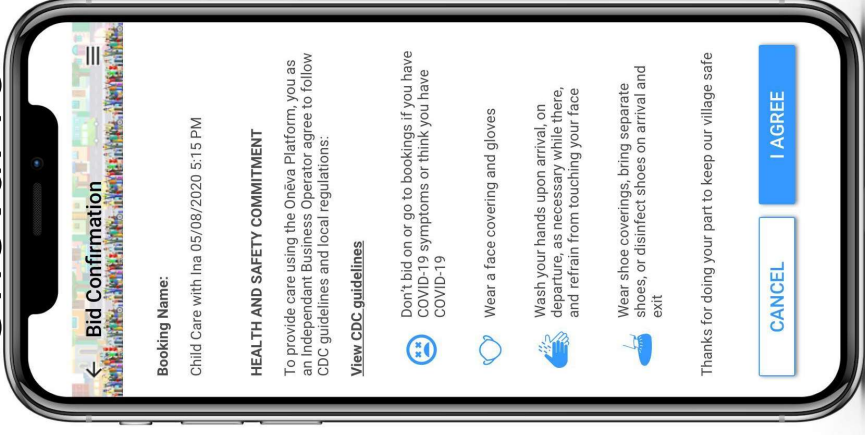 Bid Confirmation
Booking Name:
Child Care with Ina 05/08/2020 5:15 PM
HEALTH AND SAFETY COMMITMENT
To provide care using the Onēva Platform, you as
an Independant Business Operator agree to follow
CDC guidelines and local regulations:
View CDC guidelines
Don't bid on or go to bookings if you have
COVID-19 symptoms or think you have
COVID-19
Wear a face covering and gloves
Wash your hands upon arrival, on
departure, as necessary while there,
and refrain from touching your face
Wear shoe coverings, bring separate
shoes, or disinfect shoes on arrival and
exit
Thanks for doing your part to keep our village safe
CANCEL
I AGREE